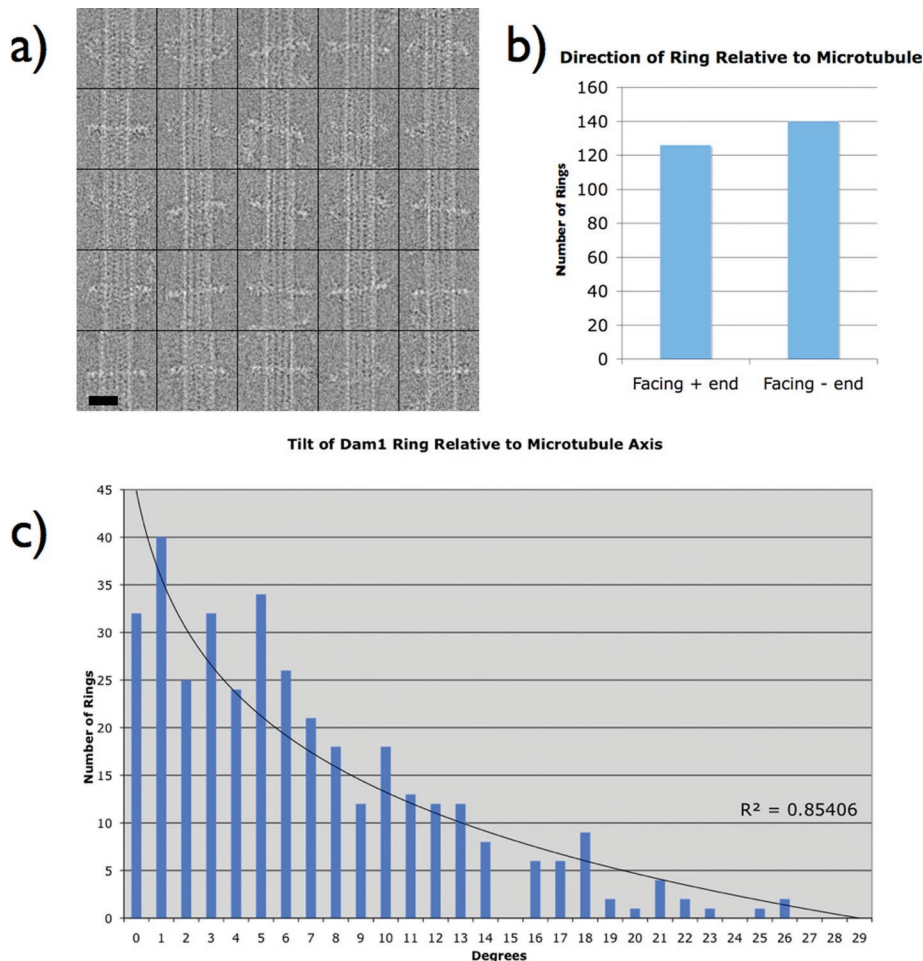 a)
b)
Direction of Ring Relative to Microtubule
160
140
120
100
80
60
40
20
0
Number of Rings
Facing + end Facing - end
Tilt of Dam1 Ring Relative to Microtubule Axis
c)
45
40
35
30
25
20
15
10
5
0
Number of Rings
R² = 0.85406
0 1 2 3 4 5 6 7 8 9 10 11 12 13 14 15 16 17 18 19 20 21 22 23 24 25 26 27 28 29
Degrees